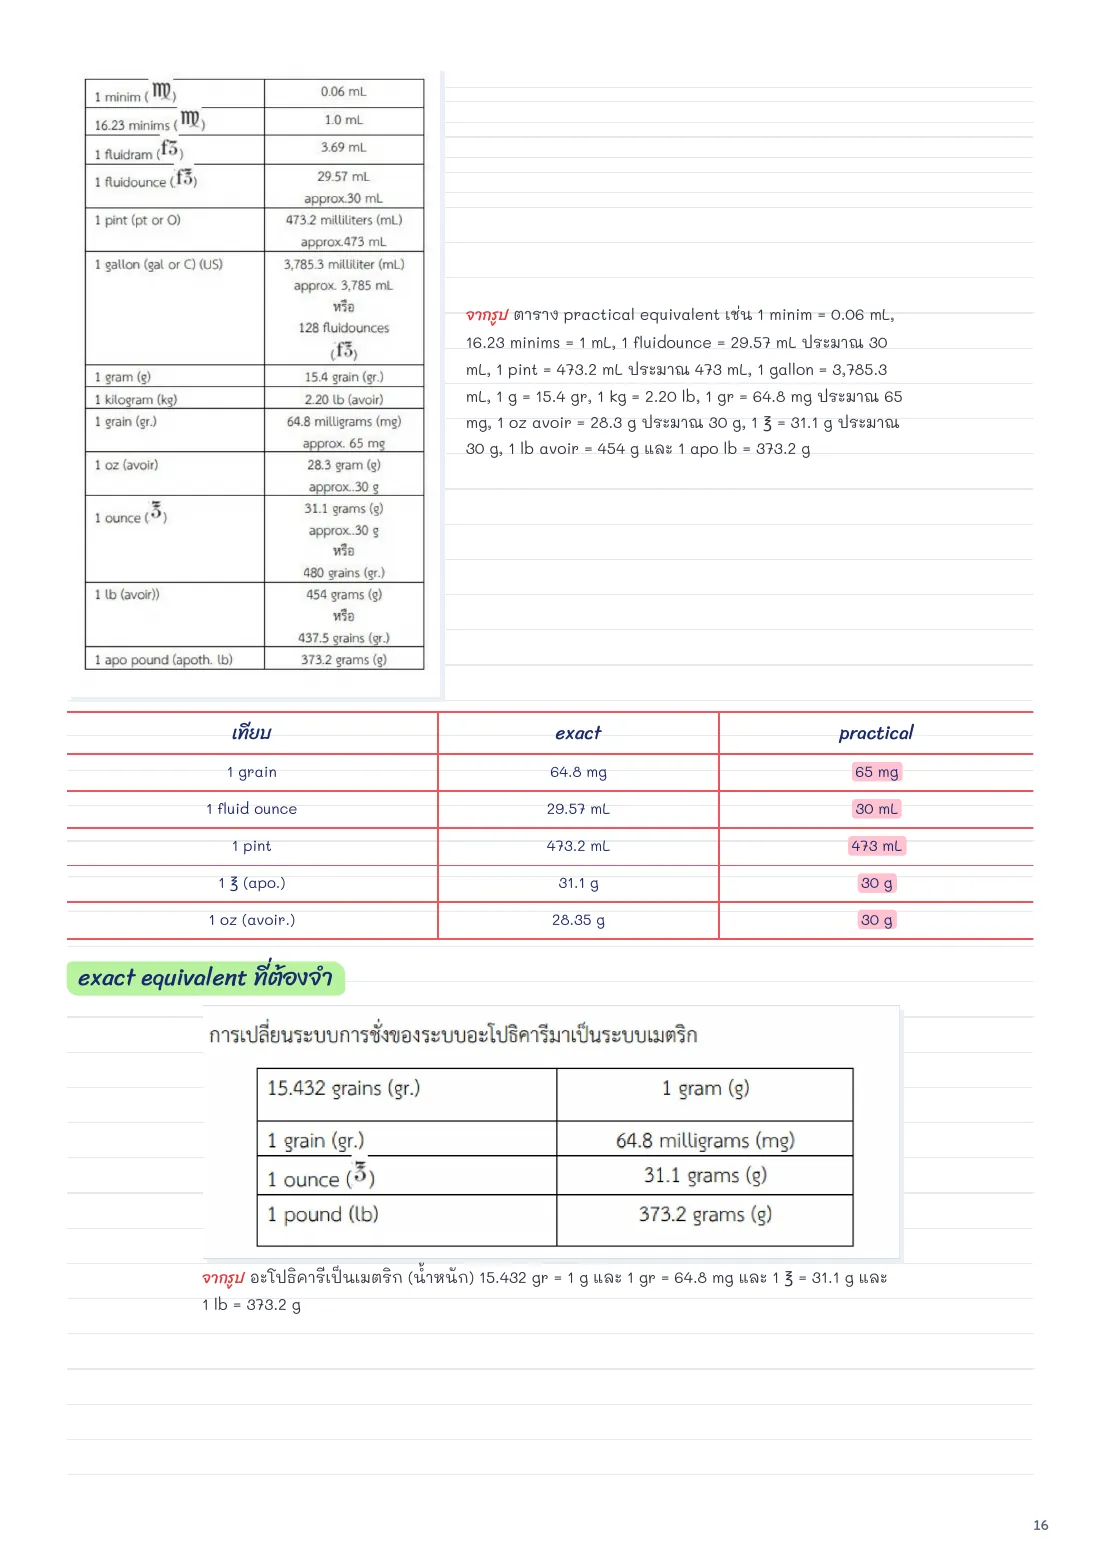 1 minim ( ♍ ) 0.06 mL
16.23 minims ( ♍ ) 1.0 mL
1 fluidram (fʒ) 3.69 mL
1 fluidounce (f℥) 29.57 mL
approx.30 mL
1 pint (pt or O) 473.2 milliliters (mL)
approx.473 mL
1 gallon (gal or C) (US) 3,785.3 milliliter (mL)
approx. 3,785 mL
หรือ
128 fluidounces
(f℥)
1 gram (g) 15.4 grain (gr.)
1 kilogram (kg) 2.20 lb (avoir)
1 grain (gr.) 64.8 milligrams (mg)
approx. 65 mg
1 oz (avoir) 28.3 gram (g)
approx..30 g
1 ounce (℥) 31.1 grams (g)
approx..30 g
หรือ
480 grains (gr.)
1 lb (avoir)) 454 grams (g)
หรือ
437.5 grains (gr.)
1 apo pound (apoth. lb) 373.2 grams (g)
จากรูป ตาราง practical equivalent เช่น 1 minim = 0.06 mL,
16.23 minims = 1 mL, 1 fluidounce = 29.57 mL ประมาณ 30
mL, 1 pint = 473.2 mL ประมาณ 473 mL, 1 gallon = 3,785.3
mL, 1 g = 15.4 gr, 1 kg = 2.20 lb, 1 gr = 64.8 mg ประมาณ 65
mg, 1 oz avoir = 28.3 g ประมาณ 30 g, 1 ℥ = 31.1 g ประมาณ
30 g, 1 lb avoir = 454 g และ 1 apo lb = 373.2 g
เทียบ exact practical
1 grain 64.8 mg 65 mg
1 fluid ounce 29.57 mL 30 mL
1 pint 473.2 mL 473 mL
1 ℥ (apo.) 31.1 g 30 g
1 oz (avoir.) 28.35 g 30 g
exact equivalent ที่ต้องจำ
การเปลี่ยนระบบการชั่งของระบบอะโปธิคารีมาเป็นระบบเมตริก
15.432 grains (gr.) 1 gram (g)
1 grain (gr.) 64.8 milligrams (mg)
1 ounce (℥) 31.1 grams (g)
1 pound (lb) 373.2 grams (g)
จากรูป อะโปธิคารีเป็นเมตริก (น้ำหนัก) 15.432 gr = 1 g และ 1 gr = 64.8 mg และ 1 ℥ = 31.1 g และ
1 lb = 373.2 g
16